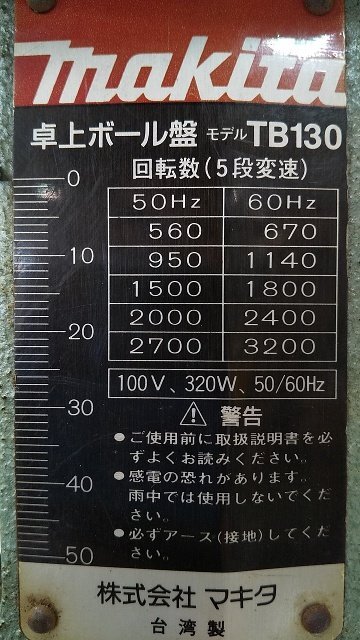 makita
卓上ボール盤 モデル TB130
回転数(5段変速)
0
10
20
30
40
50
50Hz 60Hz
560 670
950 1140
1500 1800
2000 2400
2700 3200
100V、320W、50/60Hz
⚠ 警告
●ご使用前に取扱説明書を必
ずよくお読みください。
●感電の恐れがあります。
雨中では使用しないでくだ
さい。
●必ずアース(接地)してくだ
さい。
株式会社 マキタ
台湾製